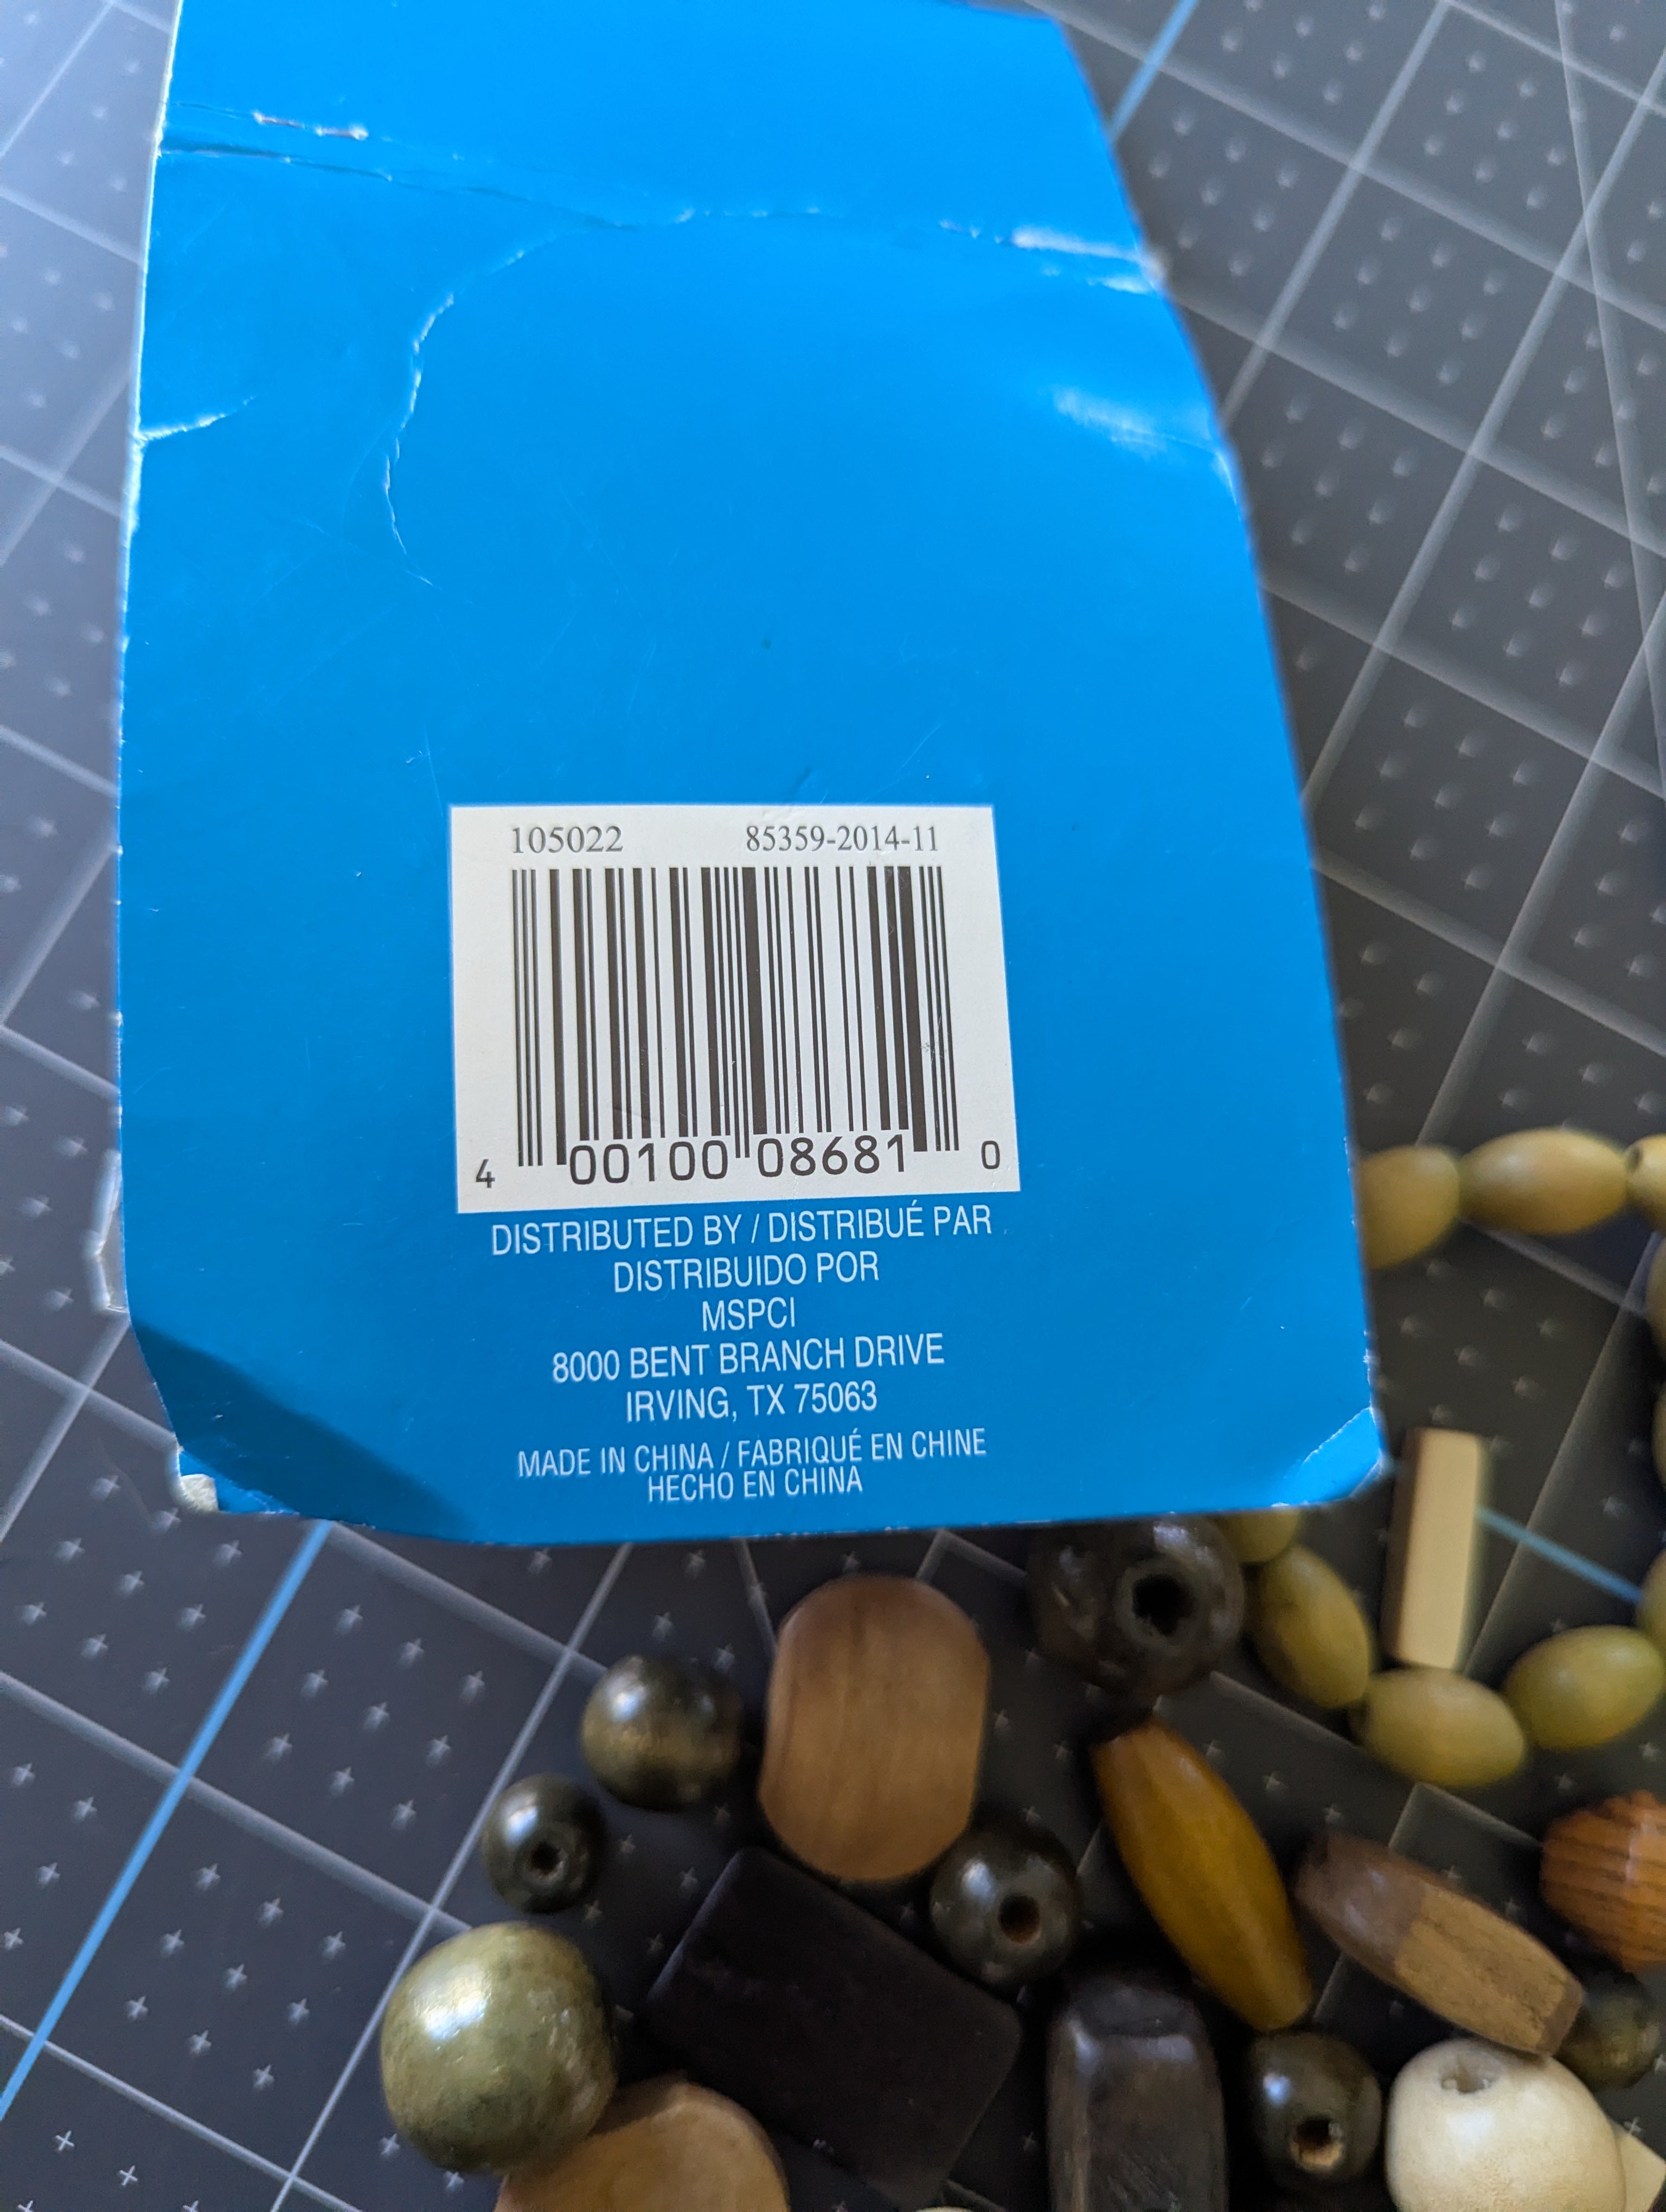 105022 85359-2014-11
4 00100 08681 0
DISTRIBUTED BY / DISTRIBUÉ PAR
DISTRIBUIDO POR
MSPCI
8000 BENT BRANCH DRIVE
IRVING, TX 75063
MADE IN CHINA / FABRIQUÉ EN CHINE
HECHO EN CHINA